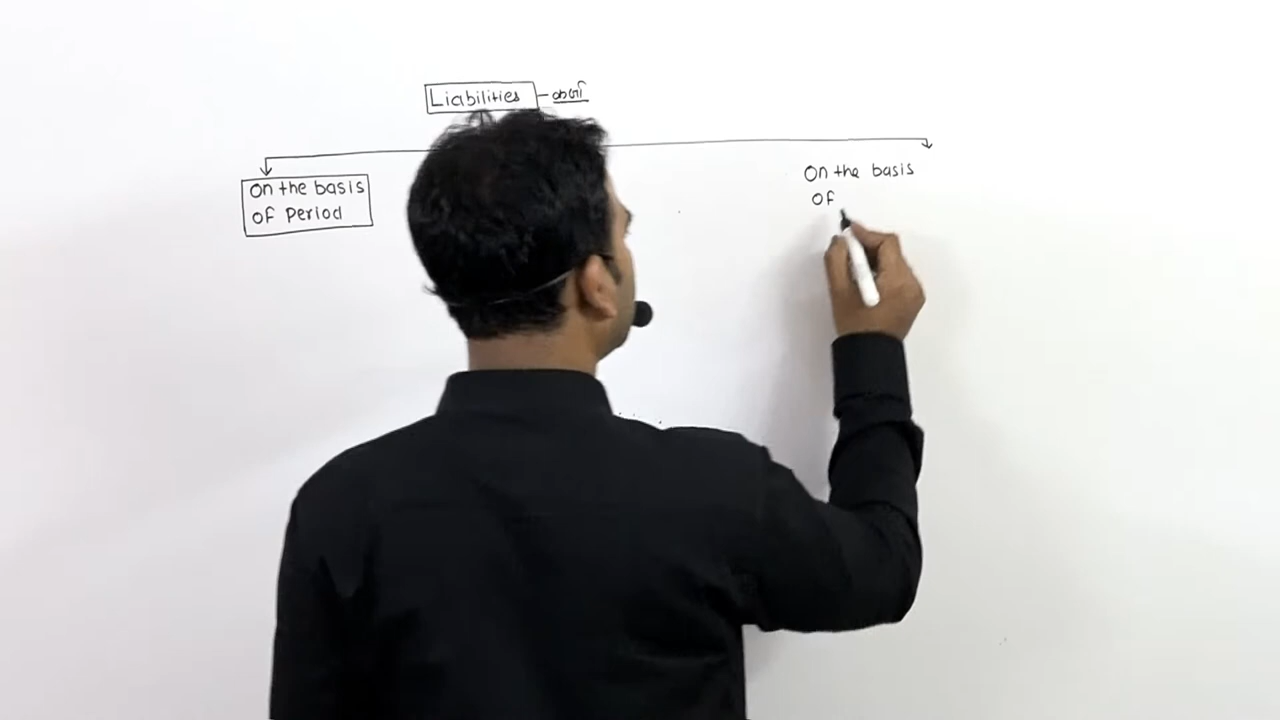 Liabilities -
On the basis
of Period
On the basis
of